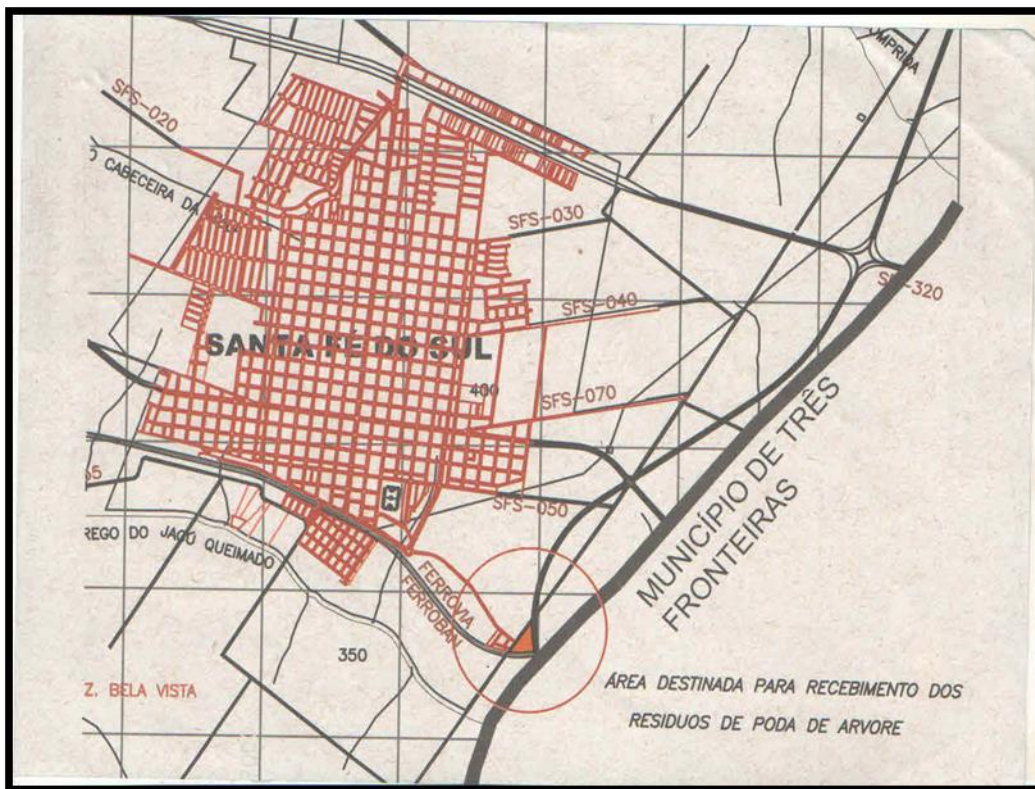 SFS-020
CABECEIRA DA
SFS-030
SFS-040
SANTA FÉ DO SUL
400
SFS-070
SFS-050
REGO DO JACÚ QUEIMADO
FERROVIA
FERROBAN
350
Z. BELA VISTA
OMPRIDA
-320
MUNICÍPIO DE TRÊS
FRONTEIRAS
ÁREA DESTINADA PARA RECEBIMENTO DOS
RESIDUOS DE PODA DE ARVORE